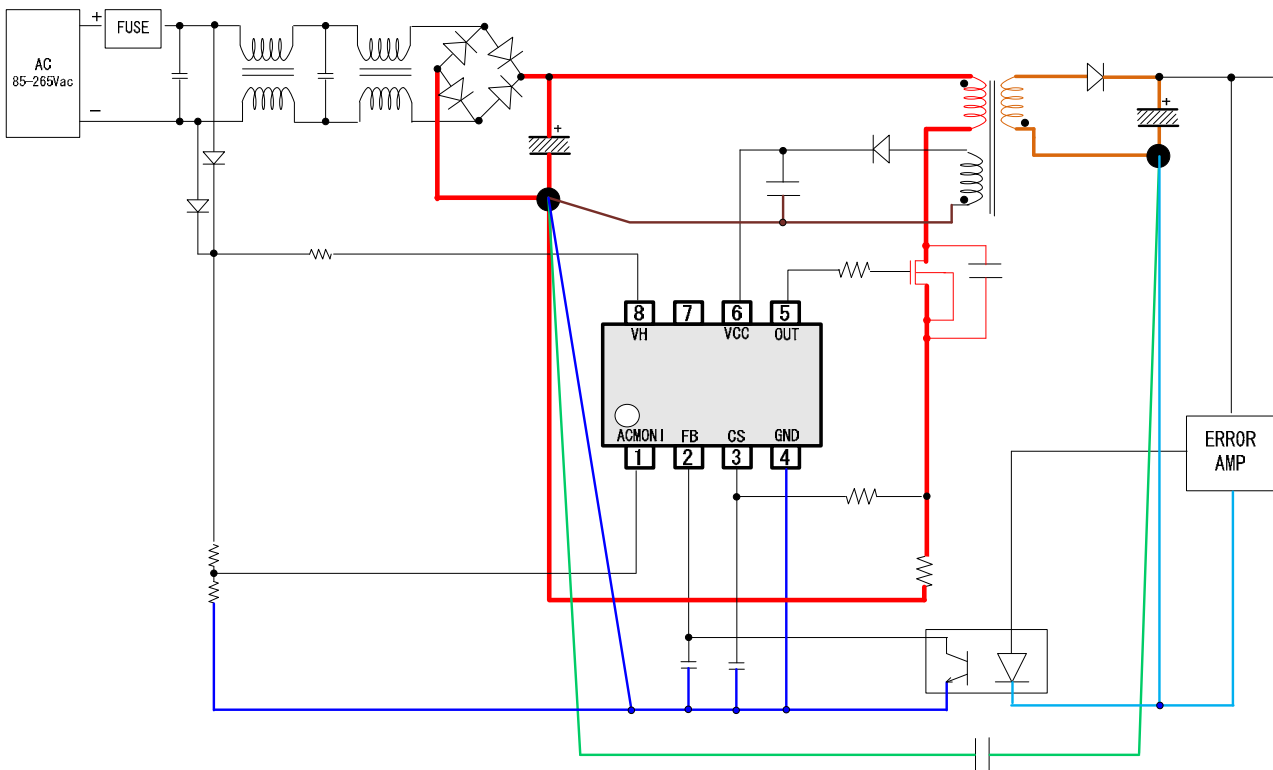 +
FUSE
AC
85–265Vac
−
+
+
8
7
6
5
VH
VCC
OUT
ACMONI
FB
CS
GND
1
2
3
4
ERROR
AMP